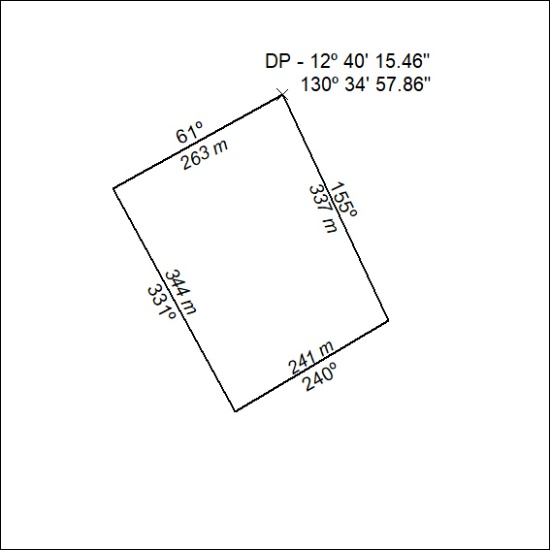 DP - 12º 40' 15.46"
130º 34' 57.86"
61º
263 m
155º
337 m
344 m
331º
241 m
240º